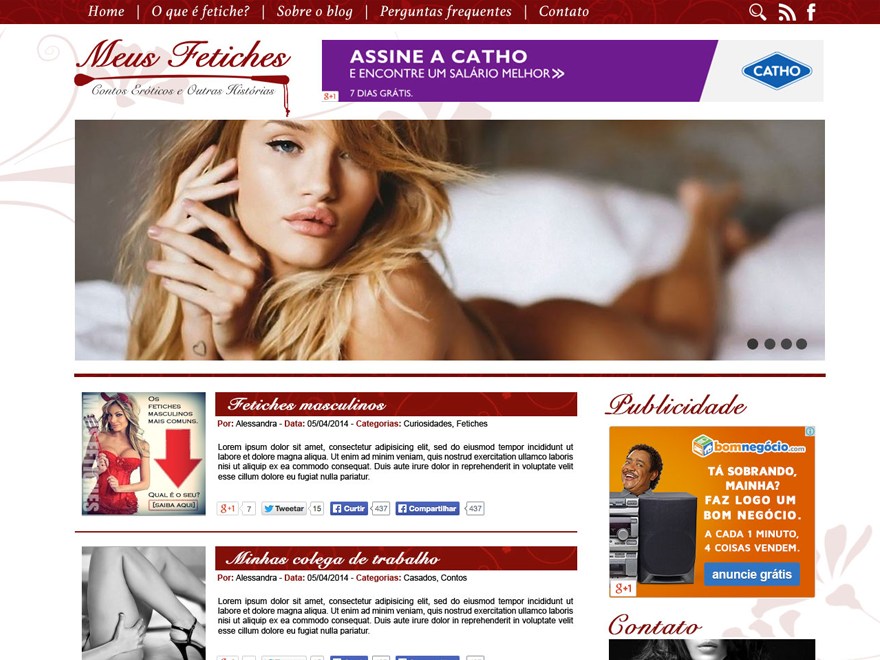 Home | O que é fetiche? | Sobre o blog | Perguntas frequentes | Contato
Meus Fetiches
Contos Eróticos e Outras Histórias
ASSINE A CATHO
E ENCONTRE UM SALÁRIO MELHOR
7 DIAS GRÁTIS.
g+1
CATHO
OS
FETICHES
MASCULINOS
MAIS COMUNS.
FETICHES
QUAL É O SEU?
[SAIBA AQUI]
Fetiches masculinos
Por: Alessandra - Data: 05/04/2014 - Categorias: Curiosidades, Fetiches
Lorem ipsum dolor sit amet, consectetur adipisicing elit, sed do eiusmod tempor incididunt ut
labore et dolore magna aliqua. Ut enim ad minim veniam, quis nostrud exercitation ullamco laboris
nisi ut aliquip ex ea commodo consequat. Duis aute irure dolor in reprehenderit in voluptate velit
esse cillum dolore eu fugiat nulla pariatur.
g+1 7 Tweetar 15 Curtir 437 Compartilhar 437
Minhas colega de trabalho
Por: Alessandra - Data: 05/04/2014 - Categorias: Casados, Contos
Lorem ipsum dolor sit amet, consectetur adipisicing elit, sed do eiusmod tempor incididunt ut
labore et dolore magna aliqua. Ut enim ad minim veniam, quis nostrud exercitation ullamco laboris
nisi ut aliquip ex ea commodo consequat. Duis aute irure dolor in reprehenderit in voluptate velit
esse cillum dolore eu fugiat nulla pariatur.
Publicidade
bomnegócio.com
TÁ SOBRANDO,
MAINHA?
FAZ LOGO UM
BOM NEGÓCIO.
A CADA 1 MINUTO,
4 COISAS VENDEM.
anuncie grátis
g+1
Contato